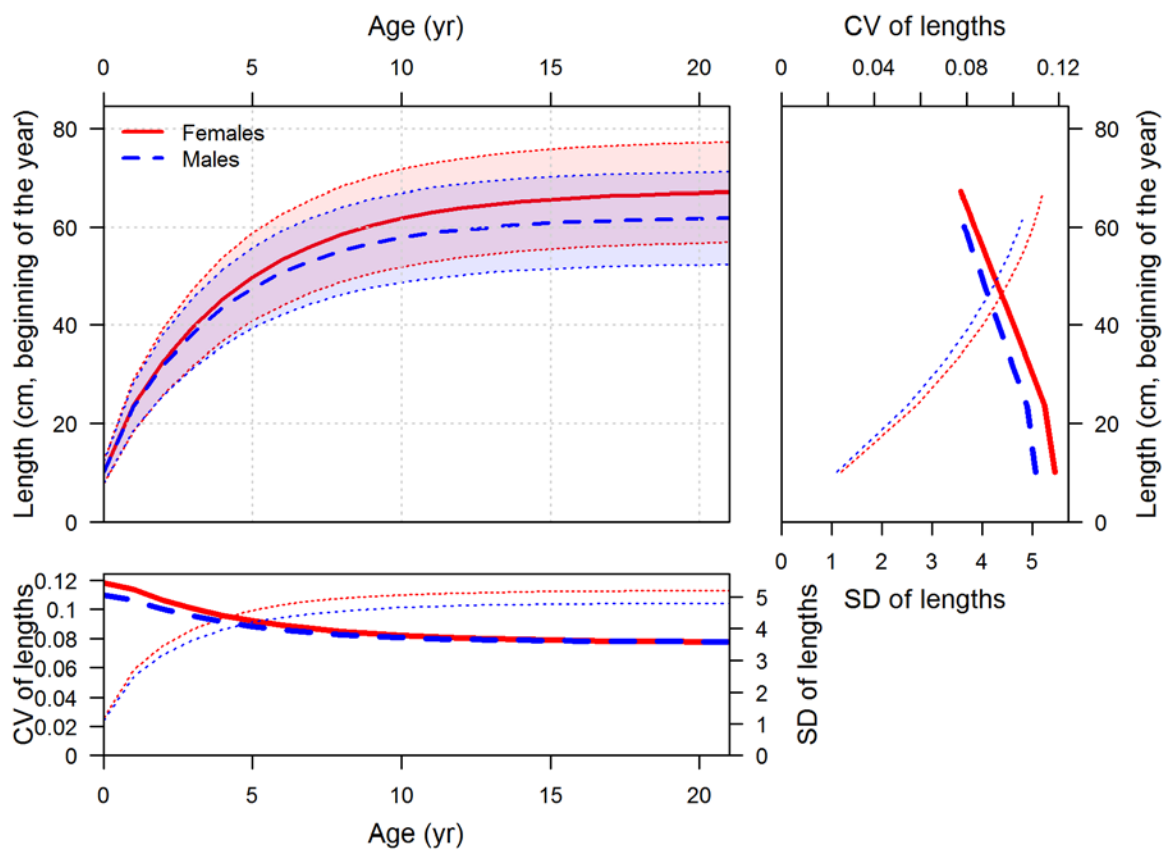 Age (yr)
0 5 10 15 20
Length (cm, beginning of the year)
80
60
40
20
0
Females
Males
CV of lengths
0 0.04 0.08 0.12
80
60
40
20
0
Length (cm, beginning of the year)
0 1 2 3 4 5
SD of lengths
CV of lengths
0.12
0.1
0.08
0.06
0.04
0.02
0
5
4
3
2
1
0
SD of lengths
0 5 10 15 20
Age (yr)